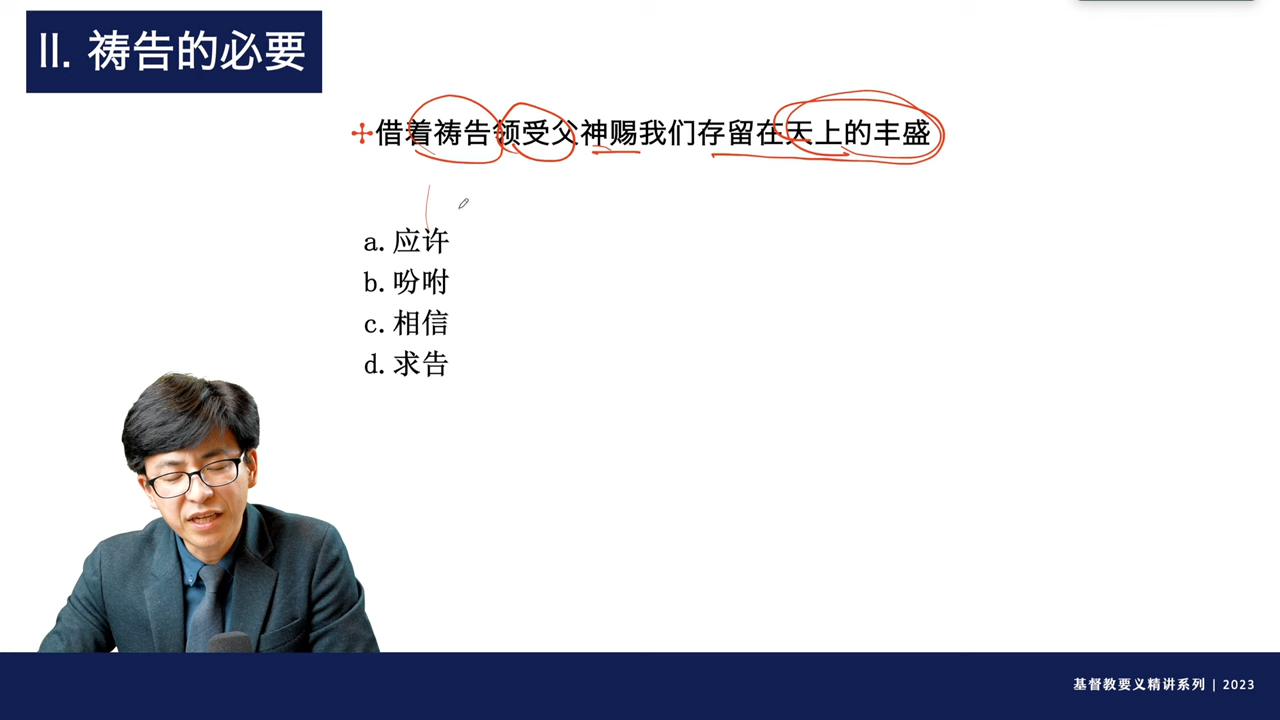 II. 祷告的必要
借着祷告领受父神赐我们存留在天上的丰盛
a. 应许
b. 吩咐
c. 相信
d. 求告
基督教要义精讲系列 | 2023